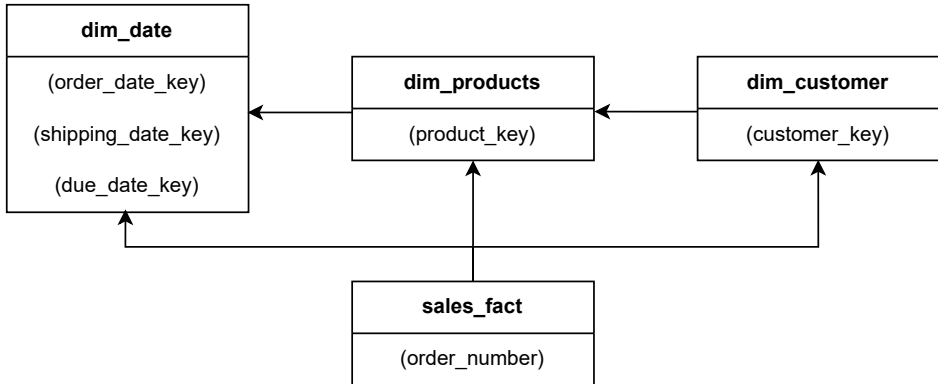 dim_date
(order_date_key)
(shipping_date_key)
(due_date_key)
dim_products
(product_key)
dim_customer
(customer_key)
sales_fact
(order_number)